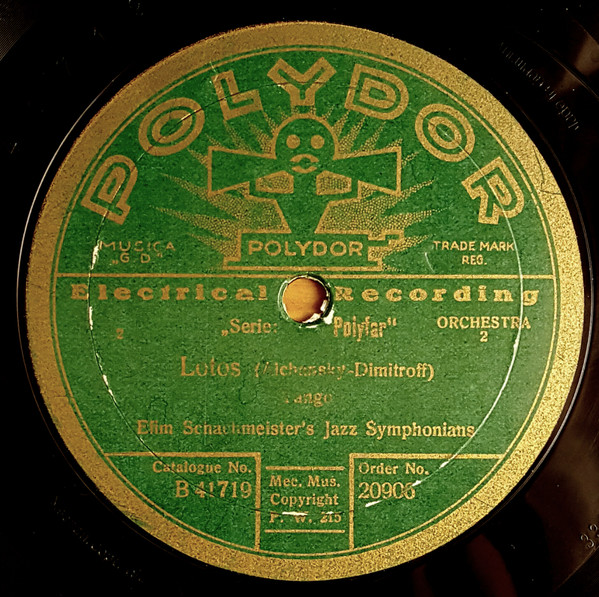 POLYDOR
POLYDOR
MUSICA
„G D"
TRADE MARK
REG.
Electrical Recording
2 „Serie: Polyfar" ORCHESTRA
2
Lotos
Tango
Efim Schachmeister's Jazz Symphonians
Catalogue No.
B 41719
Mec. Mus.
Copyright
P. W. 215
Order No.
20906